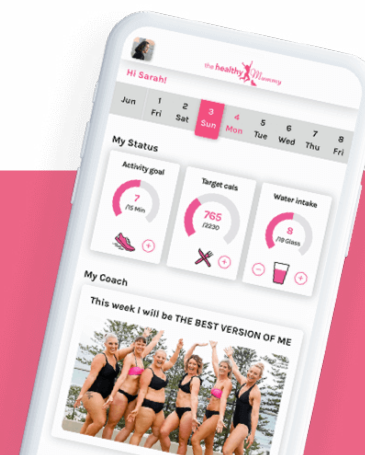 the healthy Mummy
Hi Sarah!
Jun 1 2 3 4 5 6 7 8
Fri Sat Sun Mon Tue Wed Thu Fri
My Status
Activity goal Target cals Water intake
7 765 8
/15 Min /2230 /19 Glass
My Coach
This week I will be THE BEST VERSION OF ME